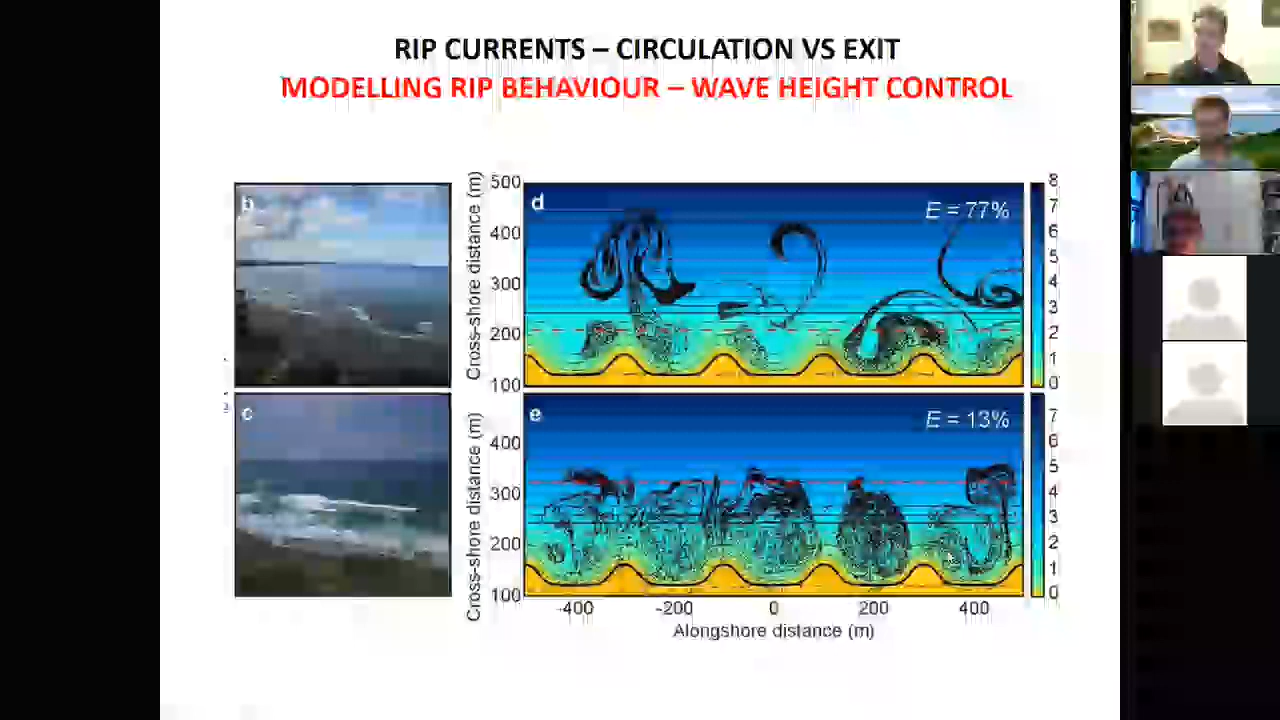 RIP CURRENTS – CIRCULATION VS EXIT
MODELLING RIP BEHAVIOUR – WAVE HEIGHT CONTROL
b
d
E = 77%
Cross-shore distance (m)
500
400
300
200
100
8
7
6
5
4
3
2
1
0
c
e
E = 13%
Cross-shore distance (m)
400
300
200
100
7
6
5
4
3
2
1
0
-400
-200
0
200
400
Alongshore distance (m)